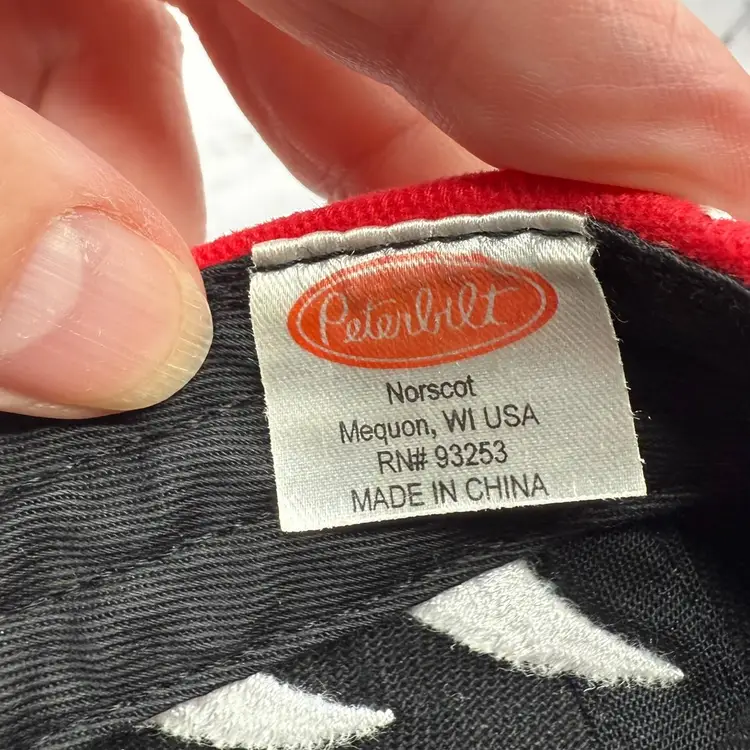 Peterbilt
Norscot
Mequon, WI USA
RN# 93253
MADE IN CHINA